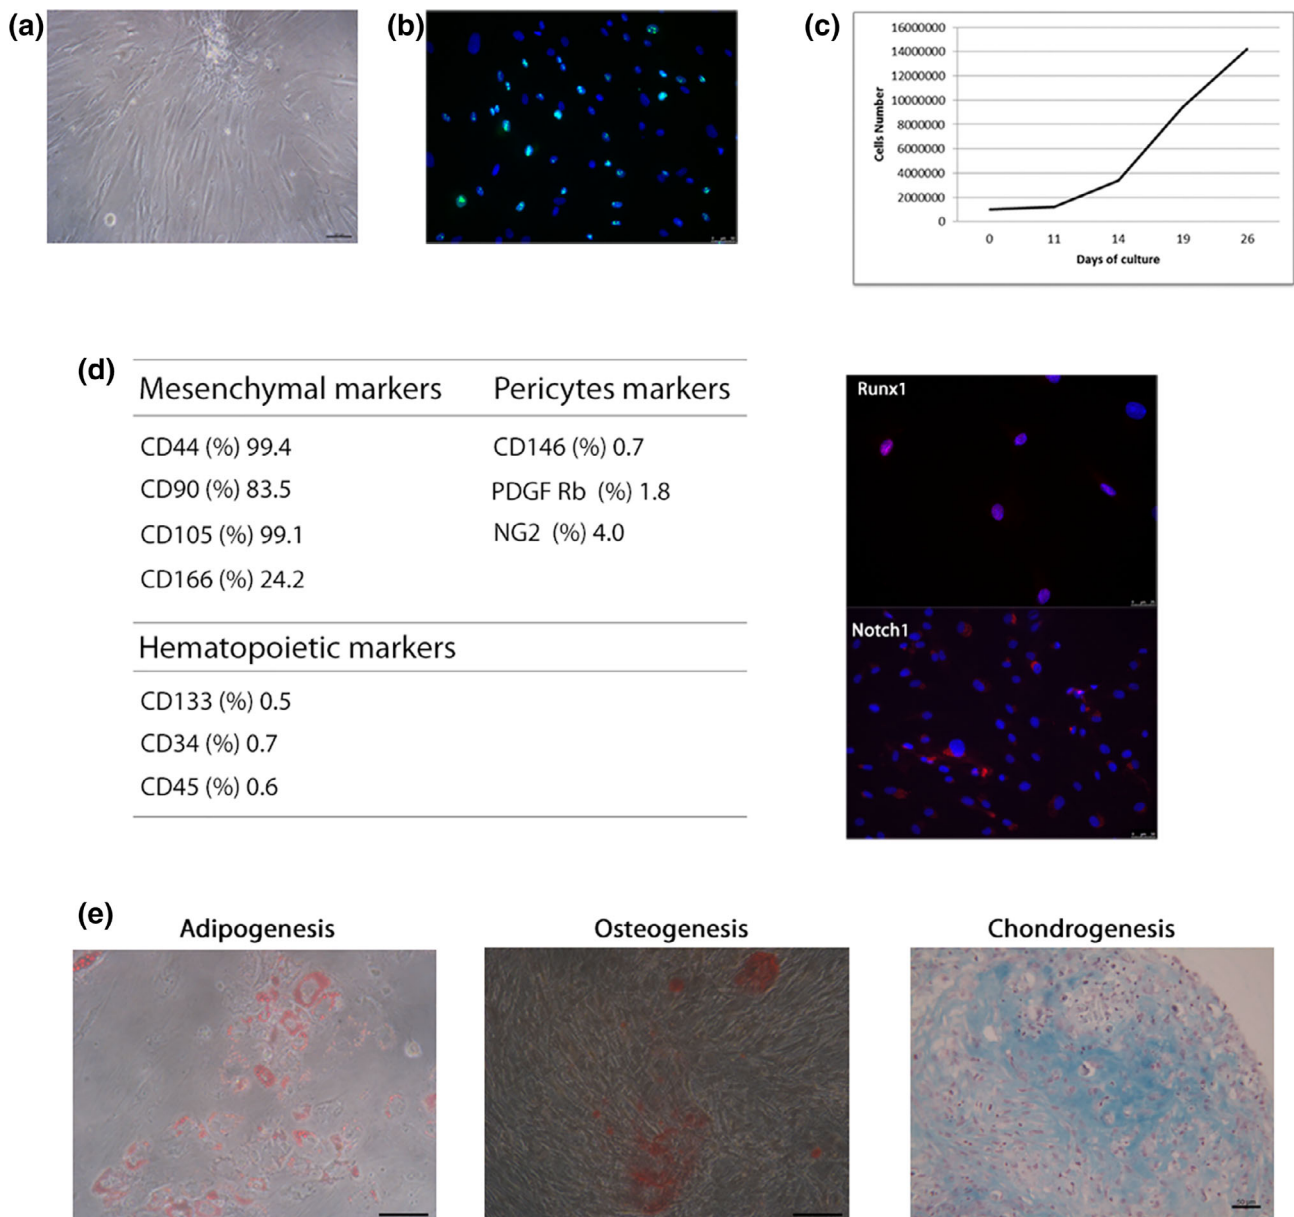 (a)
(b)
(c)
16000000
14000000
12000000
10000000
8000000
6000000
4000000
2000000
0
Cells Number
0 11 14 19 26
Days of culture
(d)
Mesenchymal markers Pericytes markers
CD44 (%) 99.4 CD146 (%) 0.7
CD90 (%) 83.5 PDGF Rb (%) 1.8
CD105 (%) 99.1 NG2 (%) 4.0
CD166 (%) 24.2
Hematopoietic markers
CD133 (%) 0.5
CD34 (%) 0.7
CD45 (%) 0.6
Runx1
Notch1
(e)
Adipogenesis Osteogenesis Chondrogenesis
50 µm